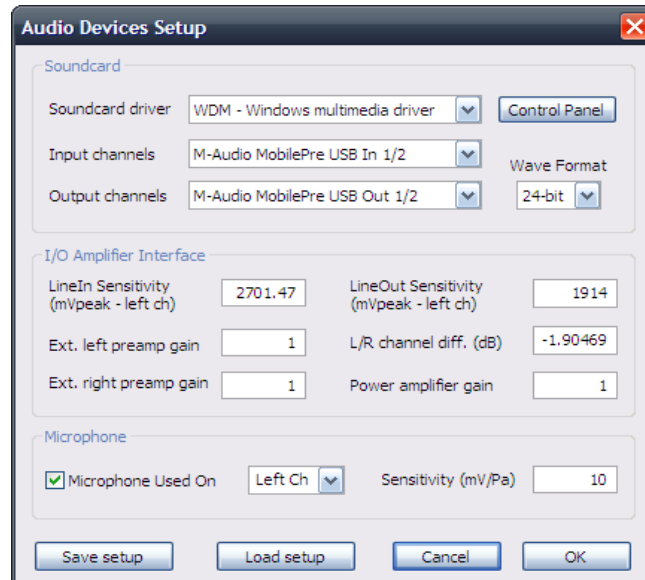 Audio Devices Setup
Soundcard
Soundcard driver WDM - Windows multimedia driver Control Panel
Input channels M-Audio MobilePre USB In 1/2
Wave Format
Output channels M-Audio MobilePre USB Out 1/2 24-bit
I/O Amplifier Interface
LineIn Sensitivity
(mVpeak - left ch) 2701.47
LineOut Sensitivity
(mVpeak - left ch) 1914
Ext. left preamp gain 1 L/R channel diff. (dB) -1.90469
Ext. right preamp gain 1 Power amplifier gain 1
Microphone
Microphone Used On Left Ch Sensitivity (mV/Pa) 10
Save setup Load setup Cancel OK